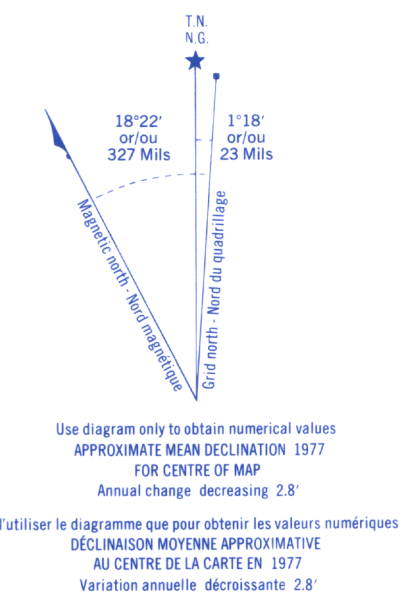 T.N.
N.G.
18°22′
or/ou
327 Mils
1°18′
or/ou
23 Mils
Magnetic north - Nord magnétique
Grid north - Nord du quadrillage
Use diagram only to obtain numerical values
APPROXIMATE MEAN DECLINATION 1977
FOR CENTRE OF MAP
Annual change decreasing 2.8′
l'utiliser le diagramme que pour obtenir les valeurs numériques
DÉCLINAISON MOYENNE APPROXIMATIVE
AU CENTRE DE LA CARTE EN 1977
Variation annuelle décroissante 2.8′